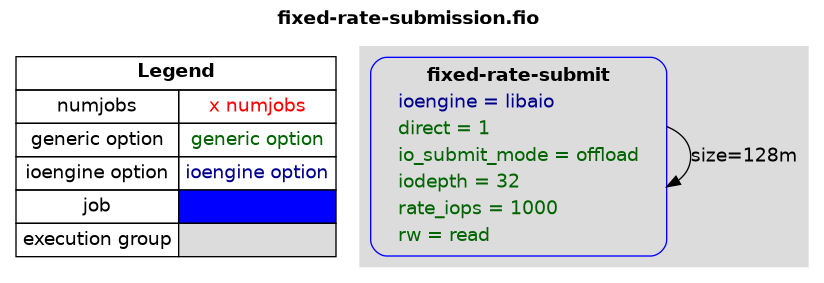 fixed-rate-submission.fio
Legend
numjobs x numjobs
generic option generic option
ioengine option ioengine option
job
execution group
fixed-rate-submit
ioengine = libaio
direct = 1
io_submit_mode = offload
iodepth = 32
rate_iops = 1000
rw = read
size=128m